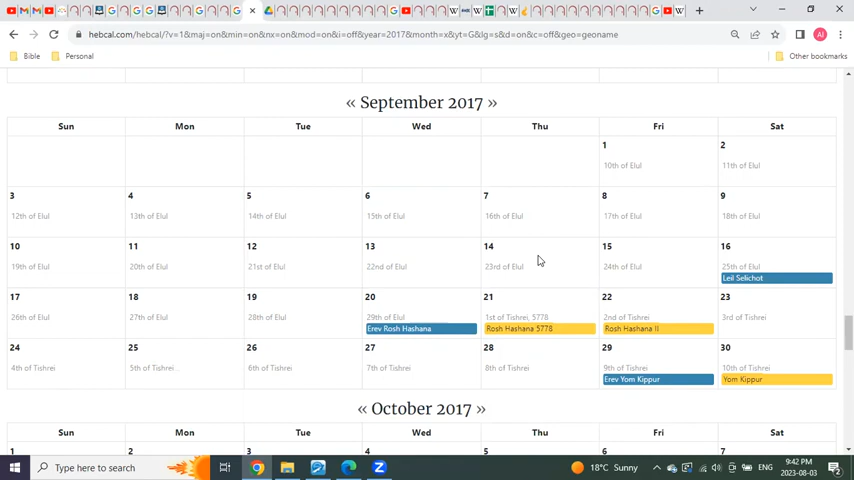 hebcal.com/hebcal/?v=1&maj=on&min=on&nx=on&mod=on&i=off&year=2017&month=x&yt=G&lg=s&d=on&c=off&geo=geoname
AI
Bible
Personal
Other bookmarks
« September 2017 »
Sun Mon Tue Wed Thu Fri Sat
1 2
10th of Elul 11th of Elul
3 4 5 6 7 8 9
12th of Elul 13th of Elul 14th of Elul 15th of Elul 16th of Elul 17th of Elul 18th of Elul
10 11 12 13 14 15 16
19th of Elul 20th of Elul 21st of Elul 22nd of Elul 23rd of Elul 24th of Elul 25th of Elul
Leil Selichot
17 18 19 20 21 22 23
26th of Elul 27th of Elul 28th of Elul 29th of Elul 1st of Tishrei, 5778 2nd of Tishrei 3rd of Tishrei
Erev Rosh Hashana Rosh Hashana 5778 Rosh Hashana II
24 25 26 27 28 29 30
4th of Tishrei 5th of Tishrei... 6th of Tishrei 7th of Tishrei 8th of Tishrei 9th of Tishrei 10th of Tishrei
Erev Yom Kippur Yom Kippur
« October 2017 »
Sun Mon Tue Wed Thu Fri Sat
1 2 3 4 5 6 7
Type here to search
18°C Sunny
ENG
9:42 PM
2023-08-03
2